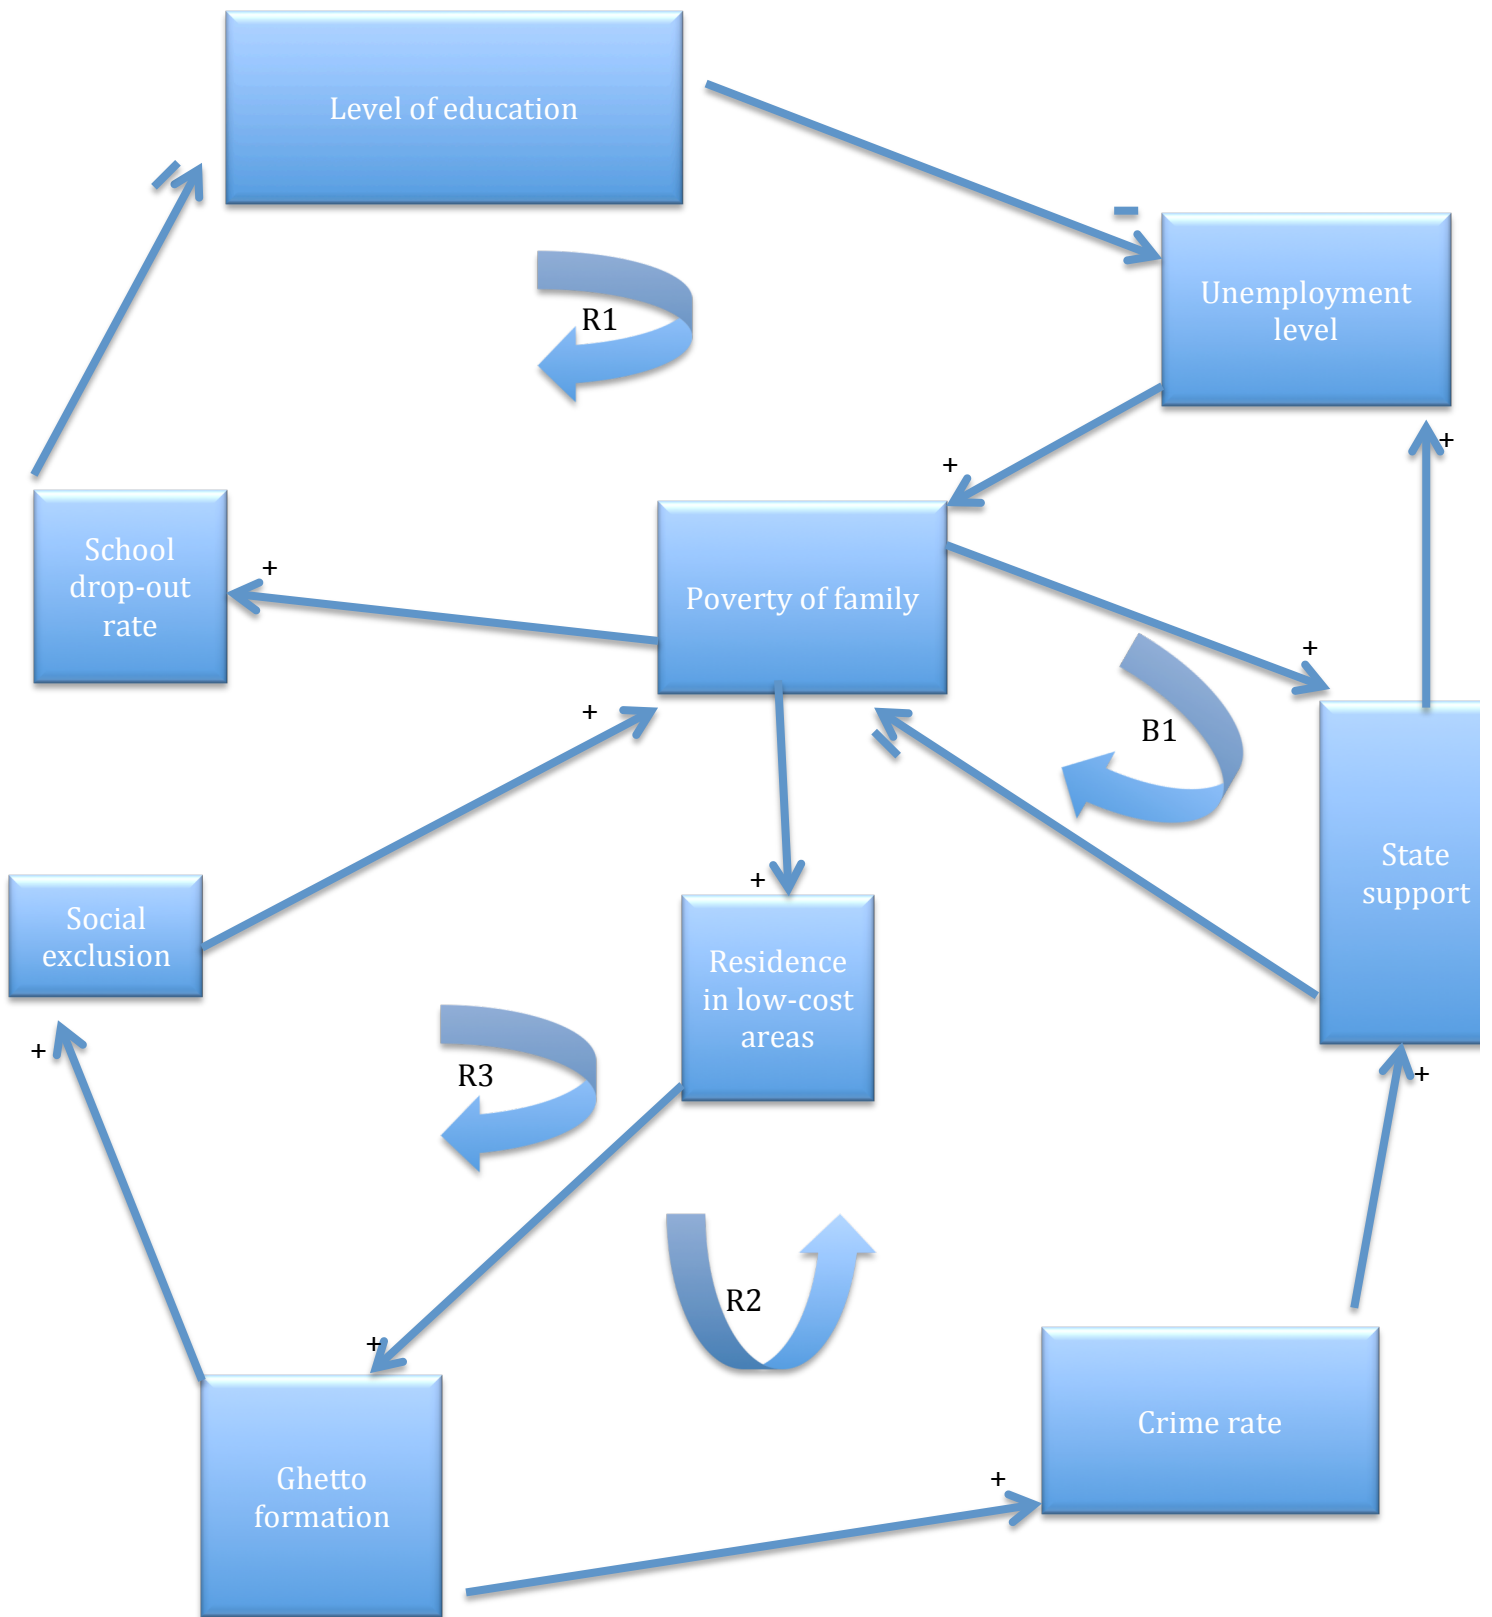 Level of education
-
Unemployment
level
R1
+
+
School
drop-out
rate
+
Poverty of family
+
+
B1
State
support
Social
exclusion
+
Residence
in low-cost
areas
+
R3
+
R2
+
Crime rate
Ghetto
formation
+